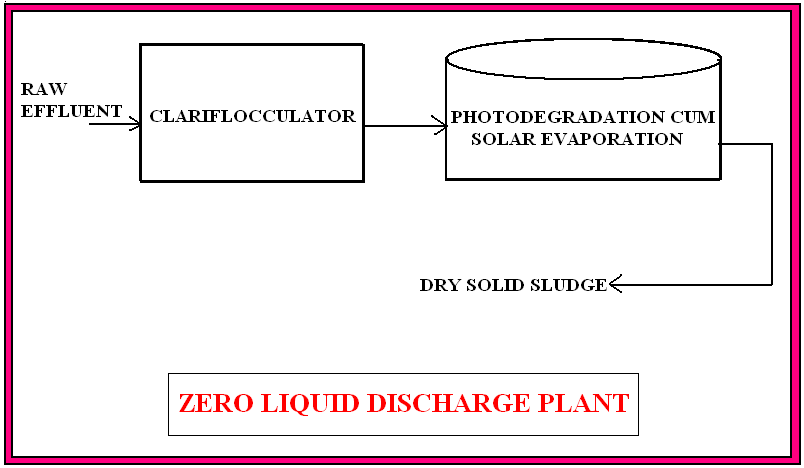 RAW
EFFLUENT
CLARIFLOCCULATOR
PHOTODEGRADATION CUM
SOLAR EVAPORATION
DRY SOLID SLUDGE
ZERO LIQUID DISCHARGE PLANT